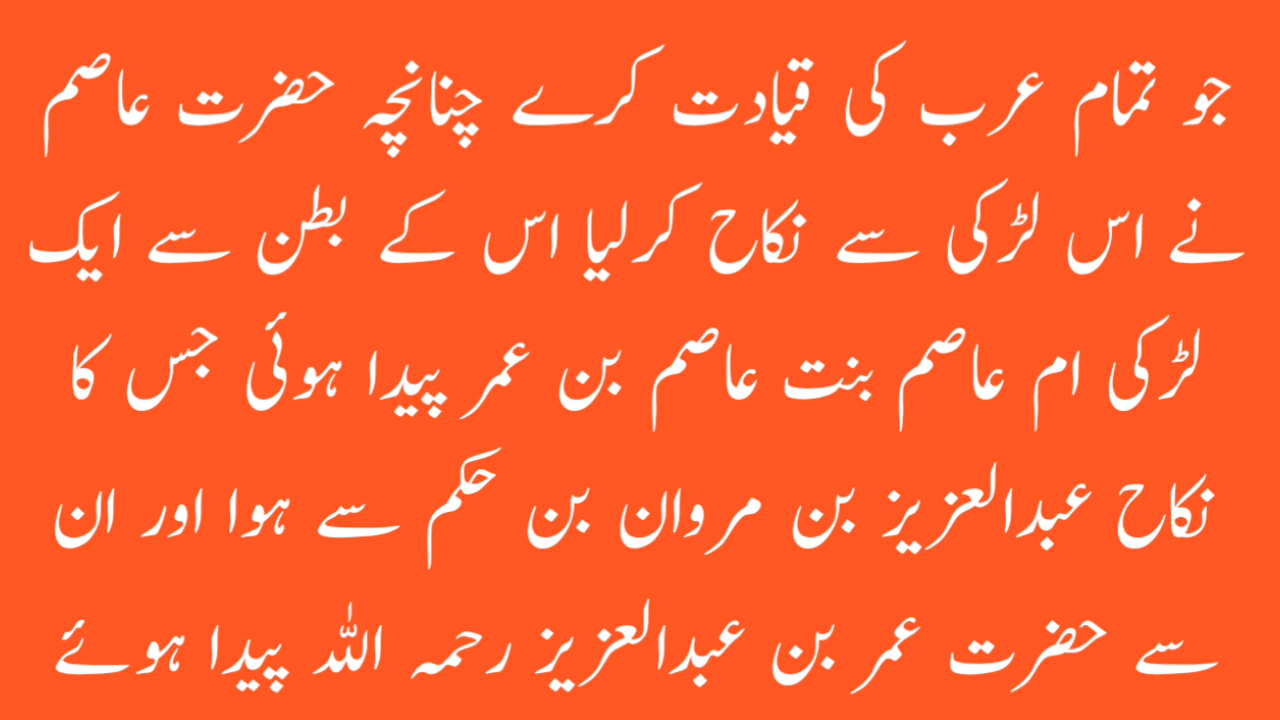 جو تمام عرب کی قیادت کرے چنانچہ حضرت عاصم
نے اس لڑکی سے نکاح کرلیا اس کے بطن سے ایک
لڑکی ام عاصم بنت عاصم بن عمر پیدا ہوئی جس کا
نکاح عبدالعزیز بن مروان بن حکم سے ہوا اور ان
سے حضرت عمر بن عبدالعزیز رحمہ اللہ پیدا ہوئے